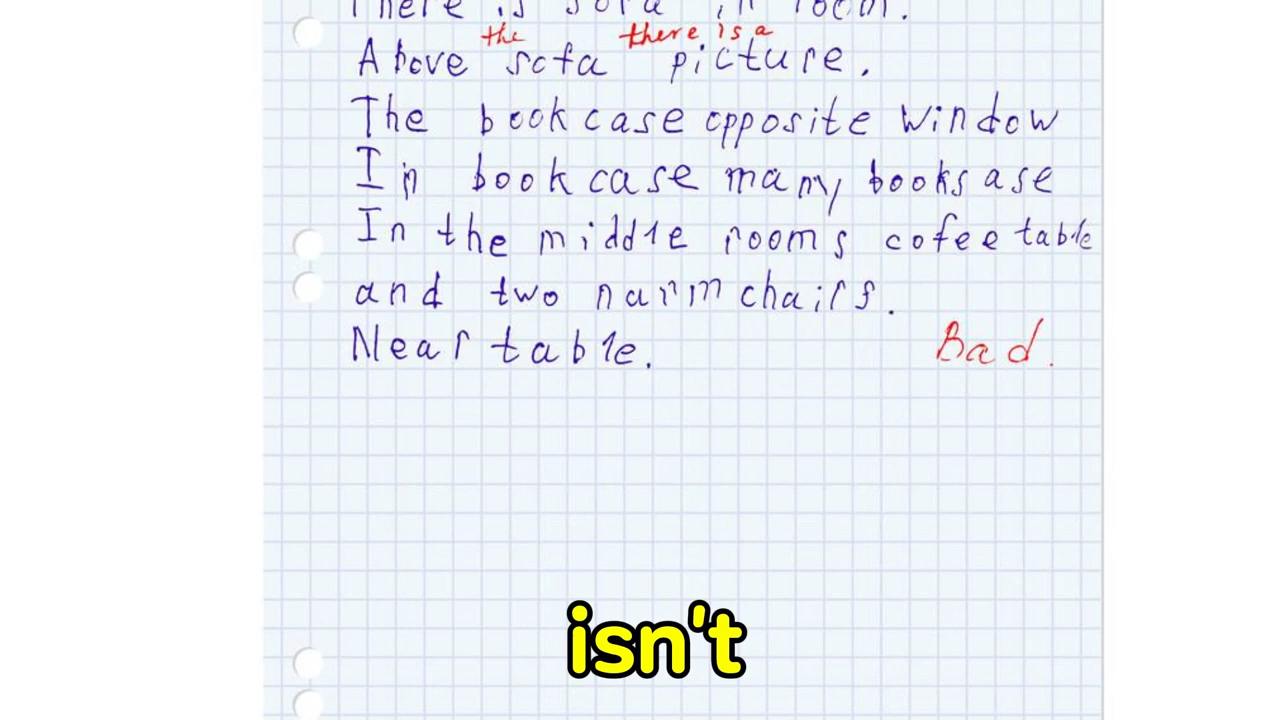 There is sofa in room.
the there is a
Above sofa picture.
The bookcase opposite window
In bookcase many books ase
In the middle rooms cofee table
and two narmchairs.
Near table.
Bad.
isn't